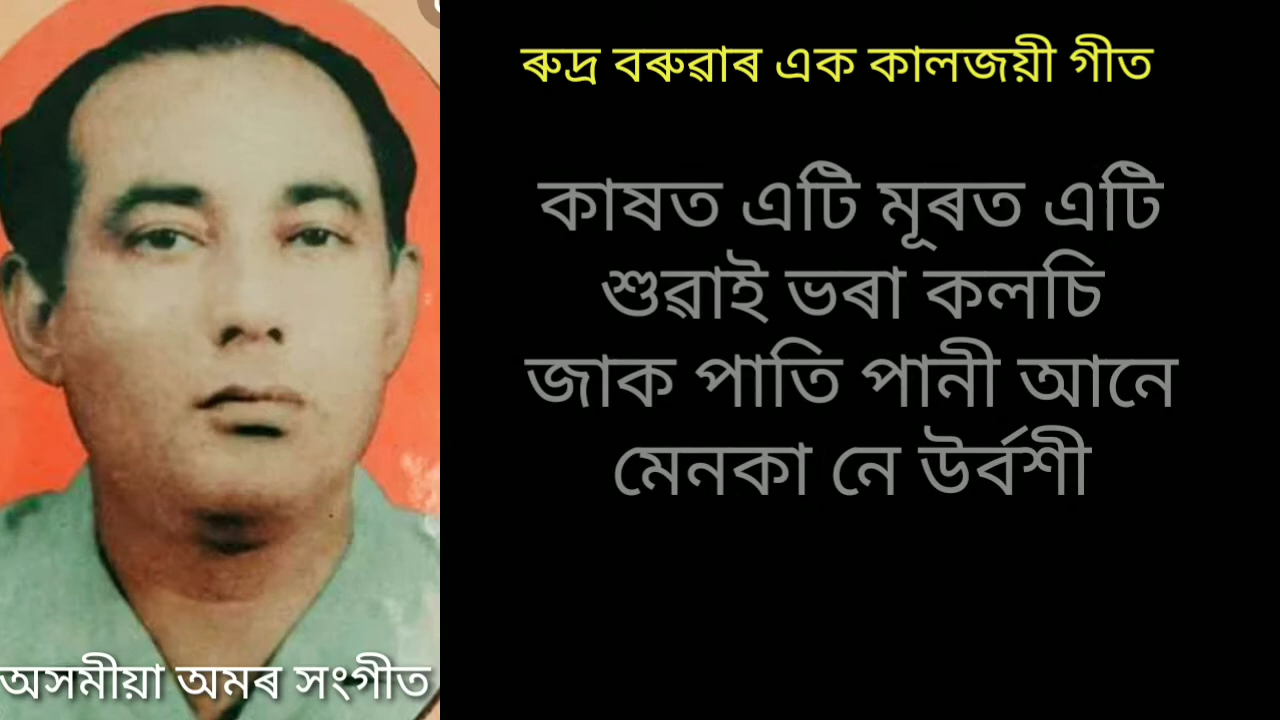 ৰুদ্ৰ বৰুৱাৰ এক কালজয়ী গীত
কাষত এটি মূৰত এটি
শুৱাই ভৰা কলচি
জাক পাতি পানী আনে
মেনকা নে উৰ্বশী
অসমীয়া অমৰ সংগীত